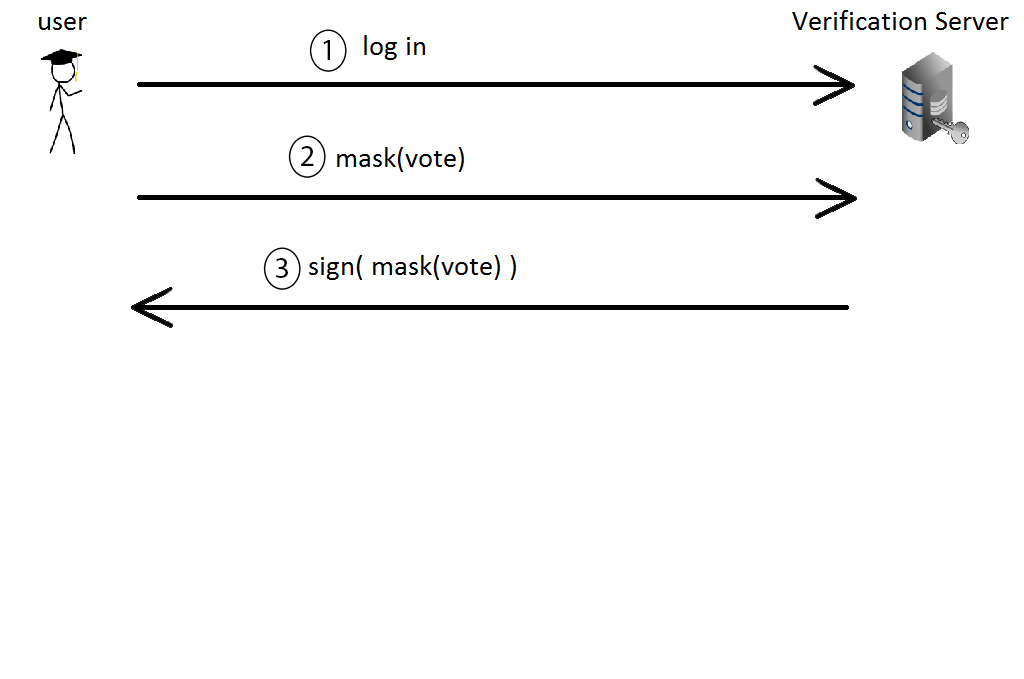 user
Verification Server
1 log in
2 mask(vote)
3 sign( mask(vote) )